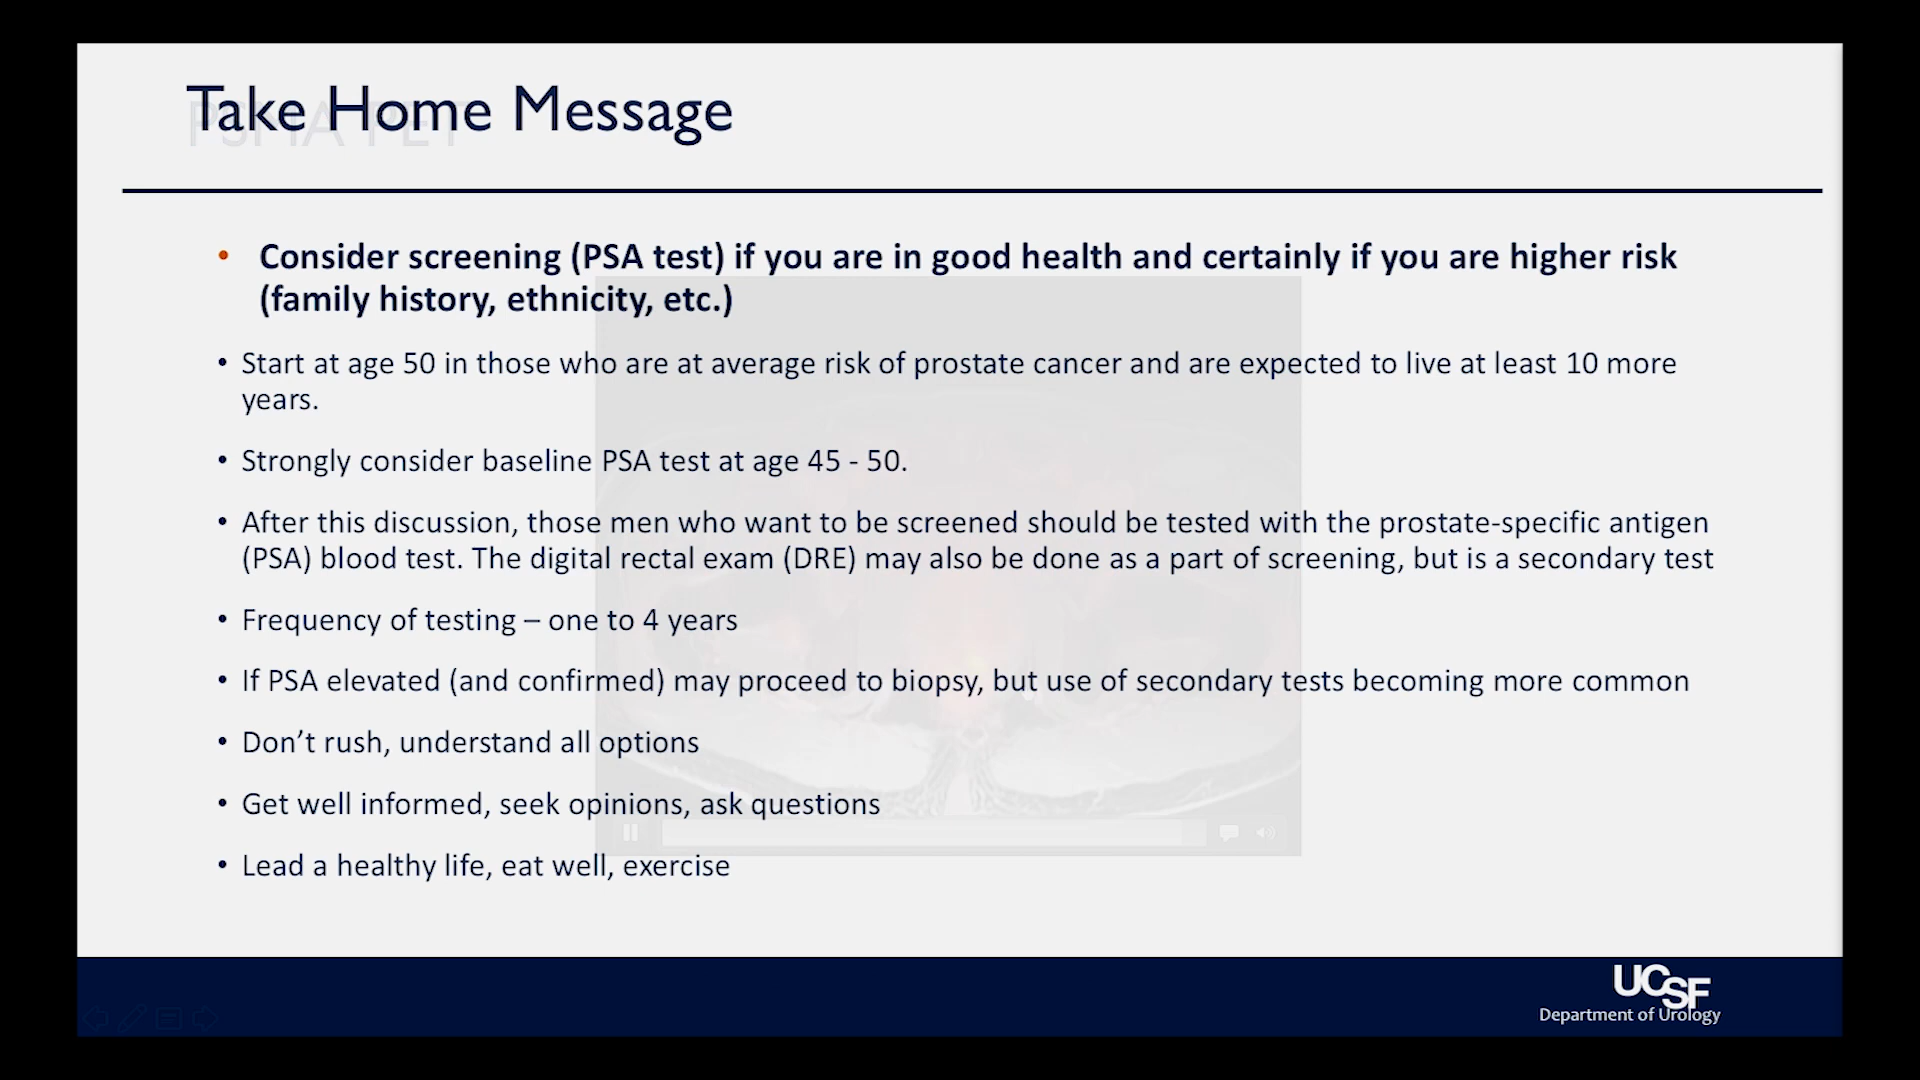 Take Home Message
PSMA PET
• Consider screening (PSA test) if you are in good health and certainly if you are higher risk
(family history, ethnicity, etc.)
• Start at age 50 in those who are at average risk of prostate cancer and are expected to live at least 10 more
years.
• Strongly consider baseline PSA test at age 45 - 50.
• After this discussion, those men who want to be screened should be tested with the prostate-specific antigen
(PSA) blood test. The digital rectal exam (DRE) may also be done as a part of screening, but is a secondary test
• Frequency of testing – one to 4 years
• If PSA elevated (and confirmed) may proceed to biopsy, but use of secondary tests becoming more common
• Don’t rush, understand all options
• Get well informed, seek opinions, ask questions
• Lead a healthy life, eat well, exercise
UCSF
Department of Urology